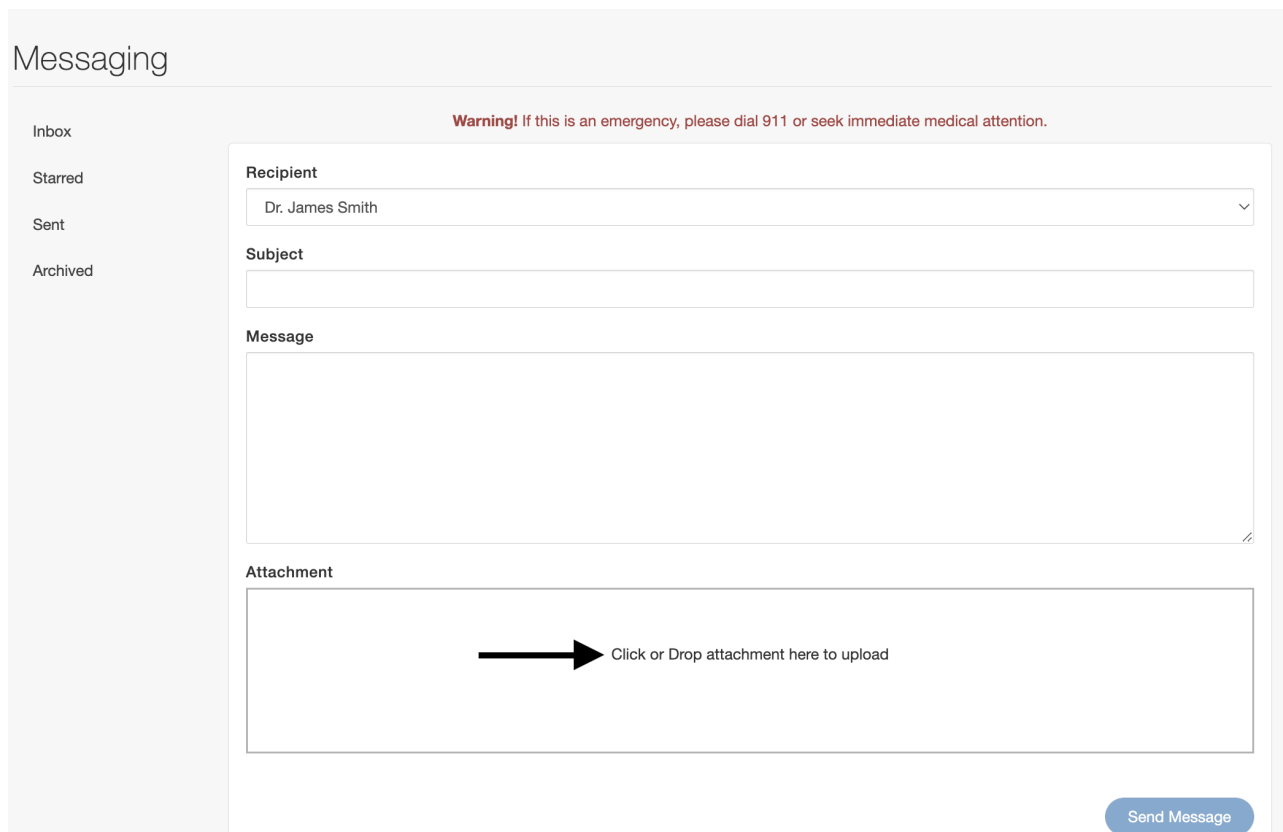 Messaging
Inbox
Starred
Sent
Archived
Warning! If this is an emergency, please dial 911 or seek immediate medical attention.
Recipient
Dr. James Smith
Subject
Message
Attachment
Click or Drop attachment here to upload
Send Message